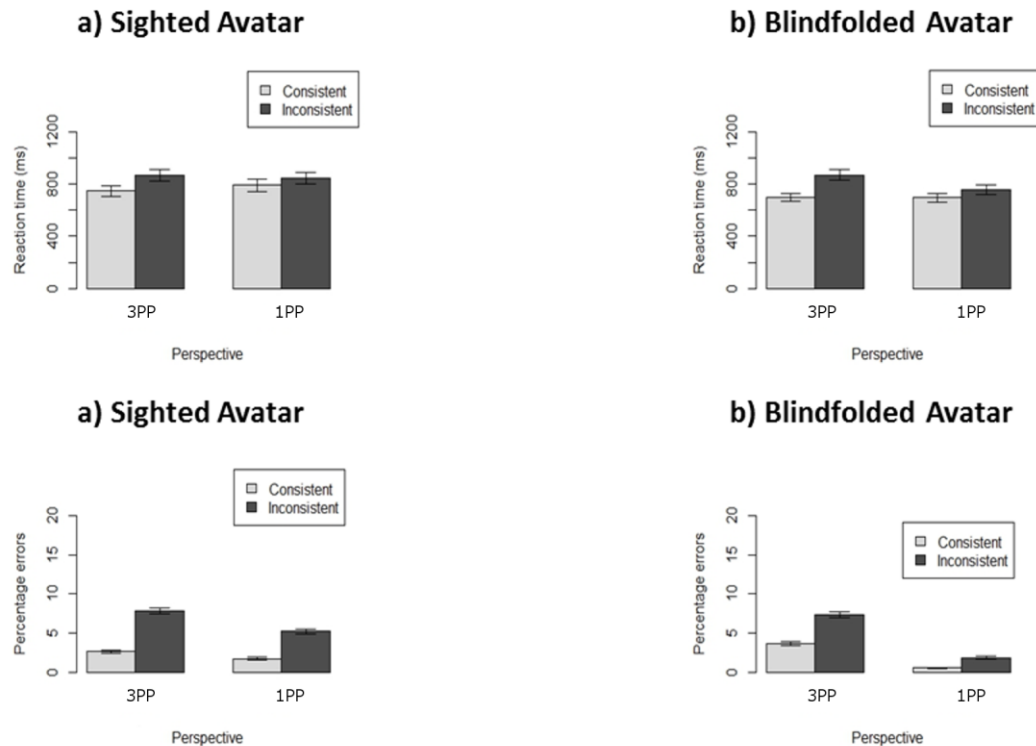 a) Sighted Avatar
Consistent
Inconsistent
Reaction time (ms)
1200
800
400
0
3PP 1PP
Perspective
b) Blindfolded Avatar
Consistent
Inconsistent
Reaction time (ms)
1200
800
400
0
3PP 1PP
Perspective
a) Sighted Avatar
Consistent
Inconsistent
Percentage errors
20
15
10
5
0
3PP 1PP
Perspective
b) Blindfolded Avatar
Consistent
Inconsistent
Percentage errors
20
15
10
5
0
3PP 1PP
Perspective